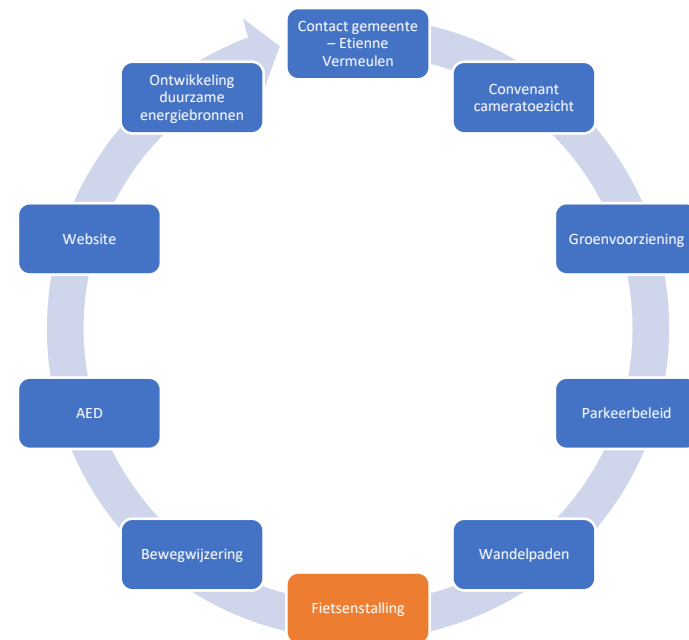 Contact gemeente
– Etienne
Vermeulen
Convenant
cameratoezicht
Groenvoorziening
Parkeerbeleid
Wandelpaden
Fietsenstalling
Bewegwijzering
AED
Website
Ontwikkeling
duurzame
energiebronnen